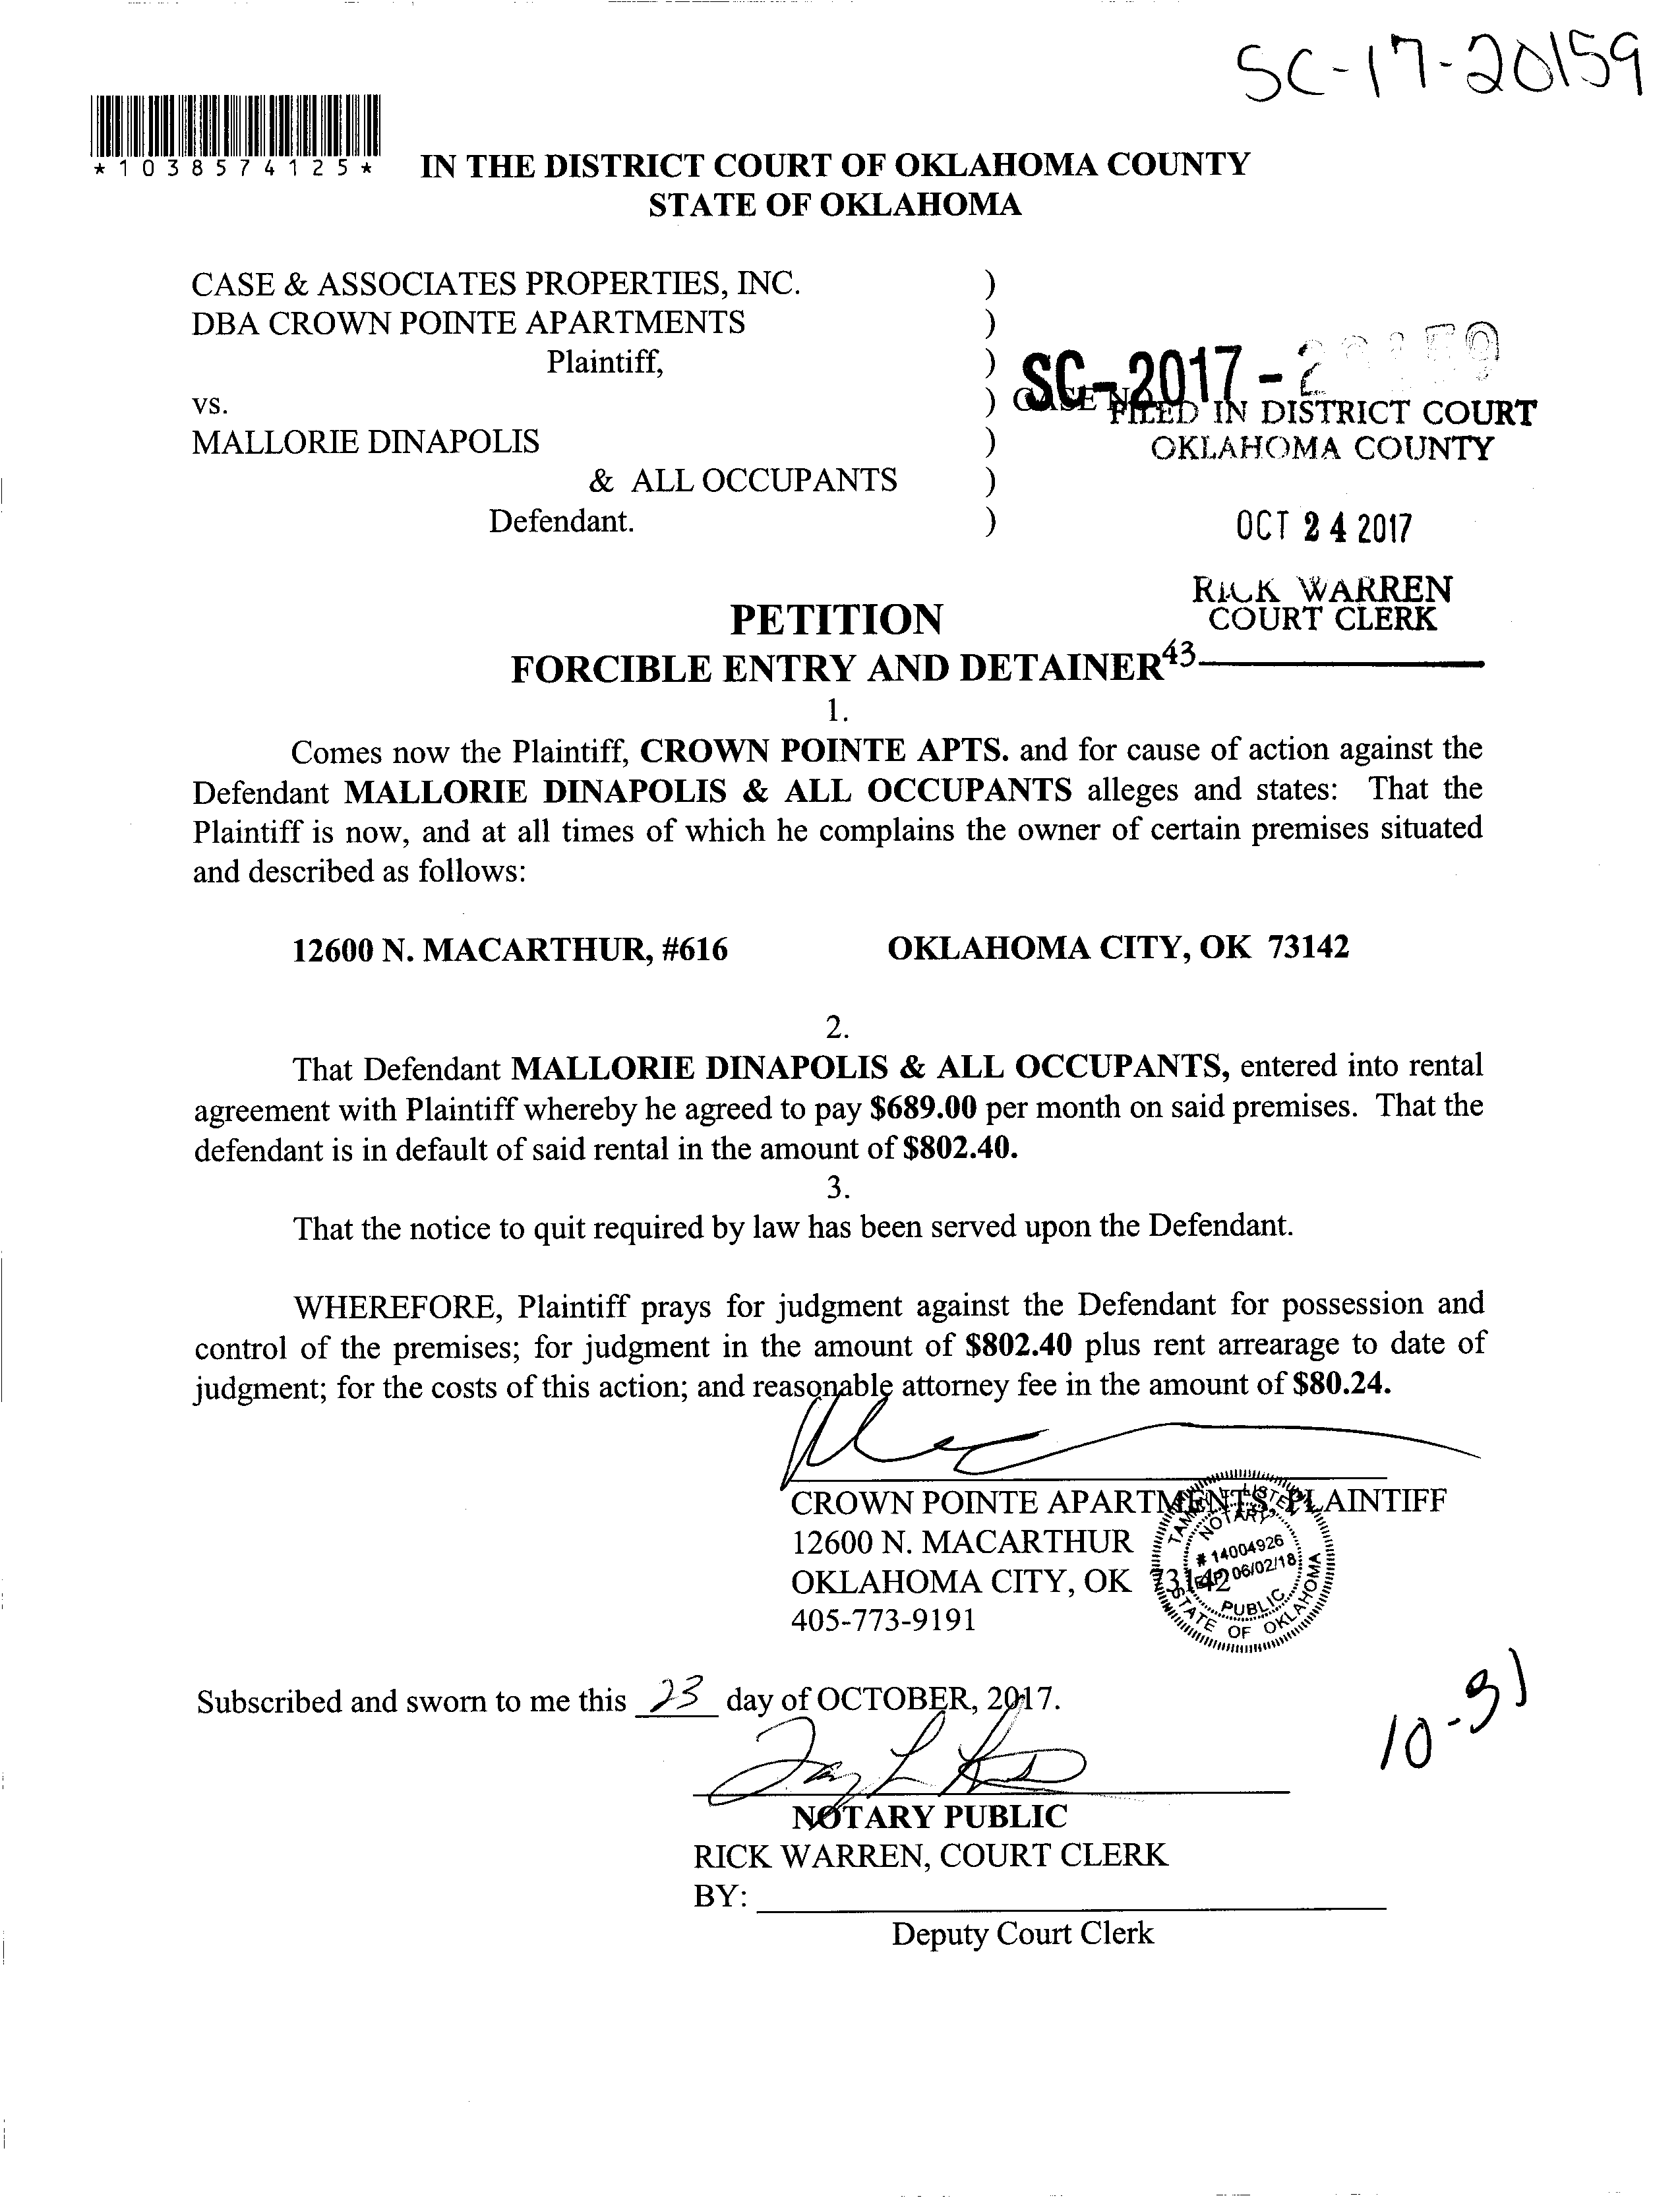 SC-17-20159
*1038574125*
IN THE DISTRICT COURT OF OKLAHOMA COUNTY
STATE OF OKLAHOMA
CASE & ASSOCIATES PROPERTIES, INC. )
DBA CROWN POINTE APARTMENTS )
Plaintiff, )
SC-2017-20159
vs. ) CASE N
FILED IN DISTRICT COURT
MALLORIE DINAPOLIS )
OKLAHOMA COUNTY
& ALL OCCUPANTS )
Defendant. )
OCT 24 2017
RICK WARREN
COURT CLERK
PETITION
FORCIBLE ENTRY AND DETAINER
43
1.
Comes now the Plaintiff, CROWN POINTE APTS. and for cause of action against the
Defendant MALLORIE DINAPOLIS & ALL OCCUPANTS alleges and states: That the
Plaintiff is now, and at all times of which he complains the owner of certain premises situated
and described as follows:
12600 N. MACARTHUR, #616 OKLAHOMA CITY, OK 73142
2.
That Defendant MALLORIE DINAPOLIS & ALL OCCUPANTS, entered into rental
agreement with Plaintiff whereby he agreed to pay $689.00 per month on said premises. That the
defendant is in default of said rental in the amount of $802.40.
3.
That the notice to quit required by law has been served upon the Defendant.
WHEREFORE, Plaintiff prays for judgment against the Defendant for possession and
control of the premises; for judgment in the amount of $802.40 plus rent arrearage to date of
judgment; for the costs of this action; and reasonable attorney fee in the amount of $80.24.
CROWN POINTE APARTMENTS, PLAINTIFF
12600 N. MACARTHUR
OKLAHOMA CITY, OK 73142
405-773-9191
NOTARY
# 14004926
EXP 06/02/18
PUBLIC
STATE OF OKLAHOMA
Subscribed and sworn to me this 23 day of OCTOBER, 2017.
10-31
NOTARY PUBLIC
RICK WARREN, COURT CLERK
BY:
Deputy Court Clerk